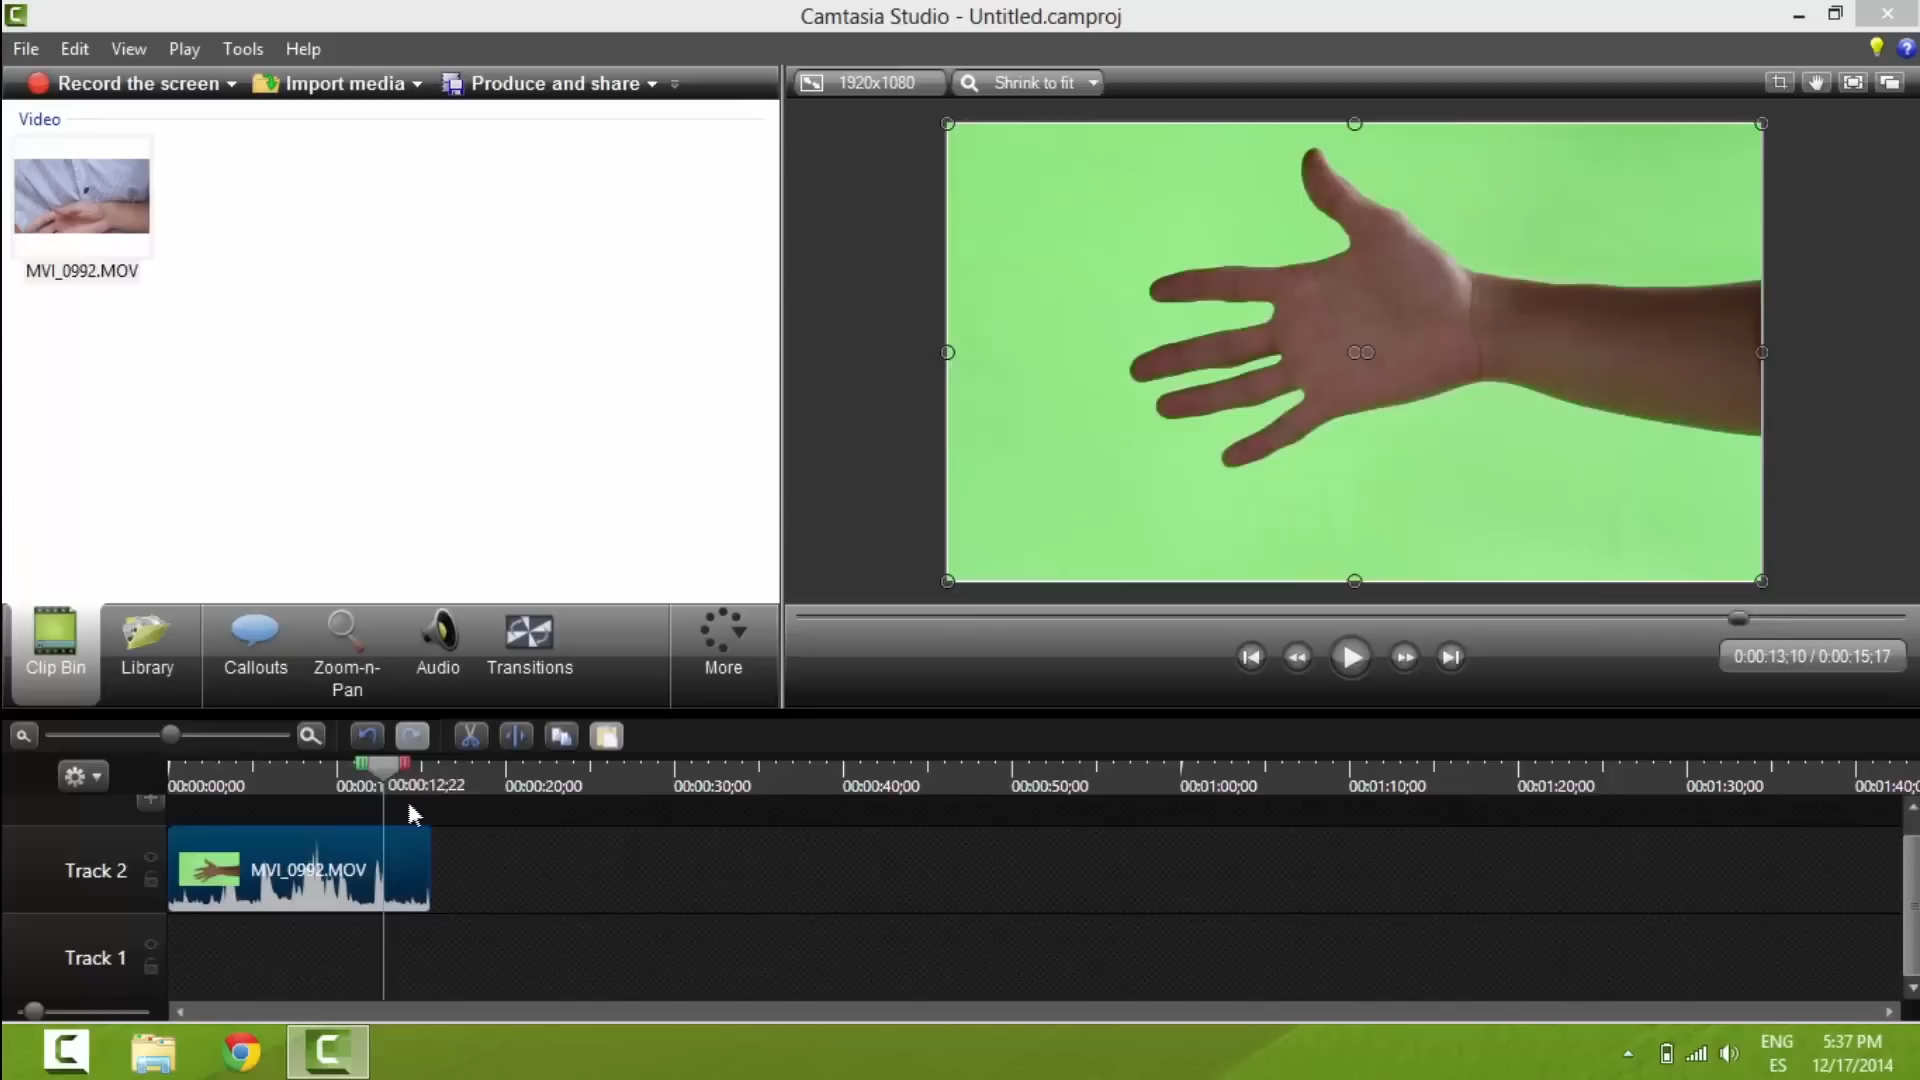 Camtasia Studio - Untitled.camproj
File Edit View Play Tools Help
Record the screen Import media Produce and share
1920x1080 Shrink to fit
Video
MVI_0992.MOV
Clip Bin Library Callouts Zoom-n-Pan Audio Transitions More
0:00:13;10 / 0:00:15;17
00:00:00;00 00:00:1 00:00:12;22 00:00:20;00 00:00:30;00 00:00:40;00 00:00:50;00 00:01:00;00 00:01:10;00 00:01:20;00 00:01:30;00 00:01:40;0
Track 2 MVI_0992.MOV
Track 1
ENG 5:37 PM
ES 12/17/2014